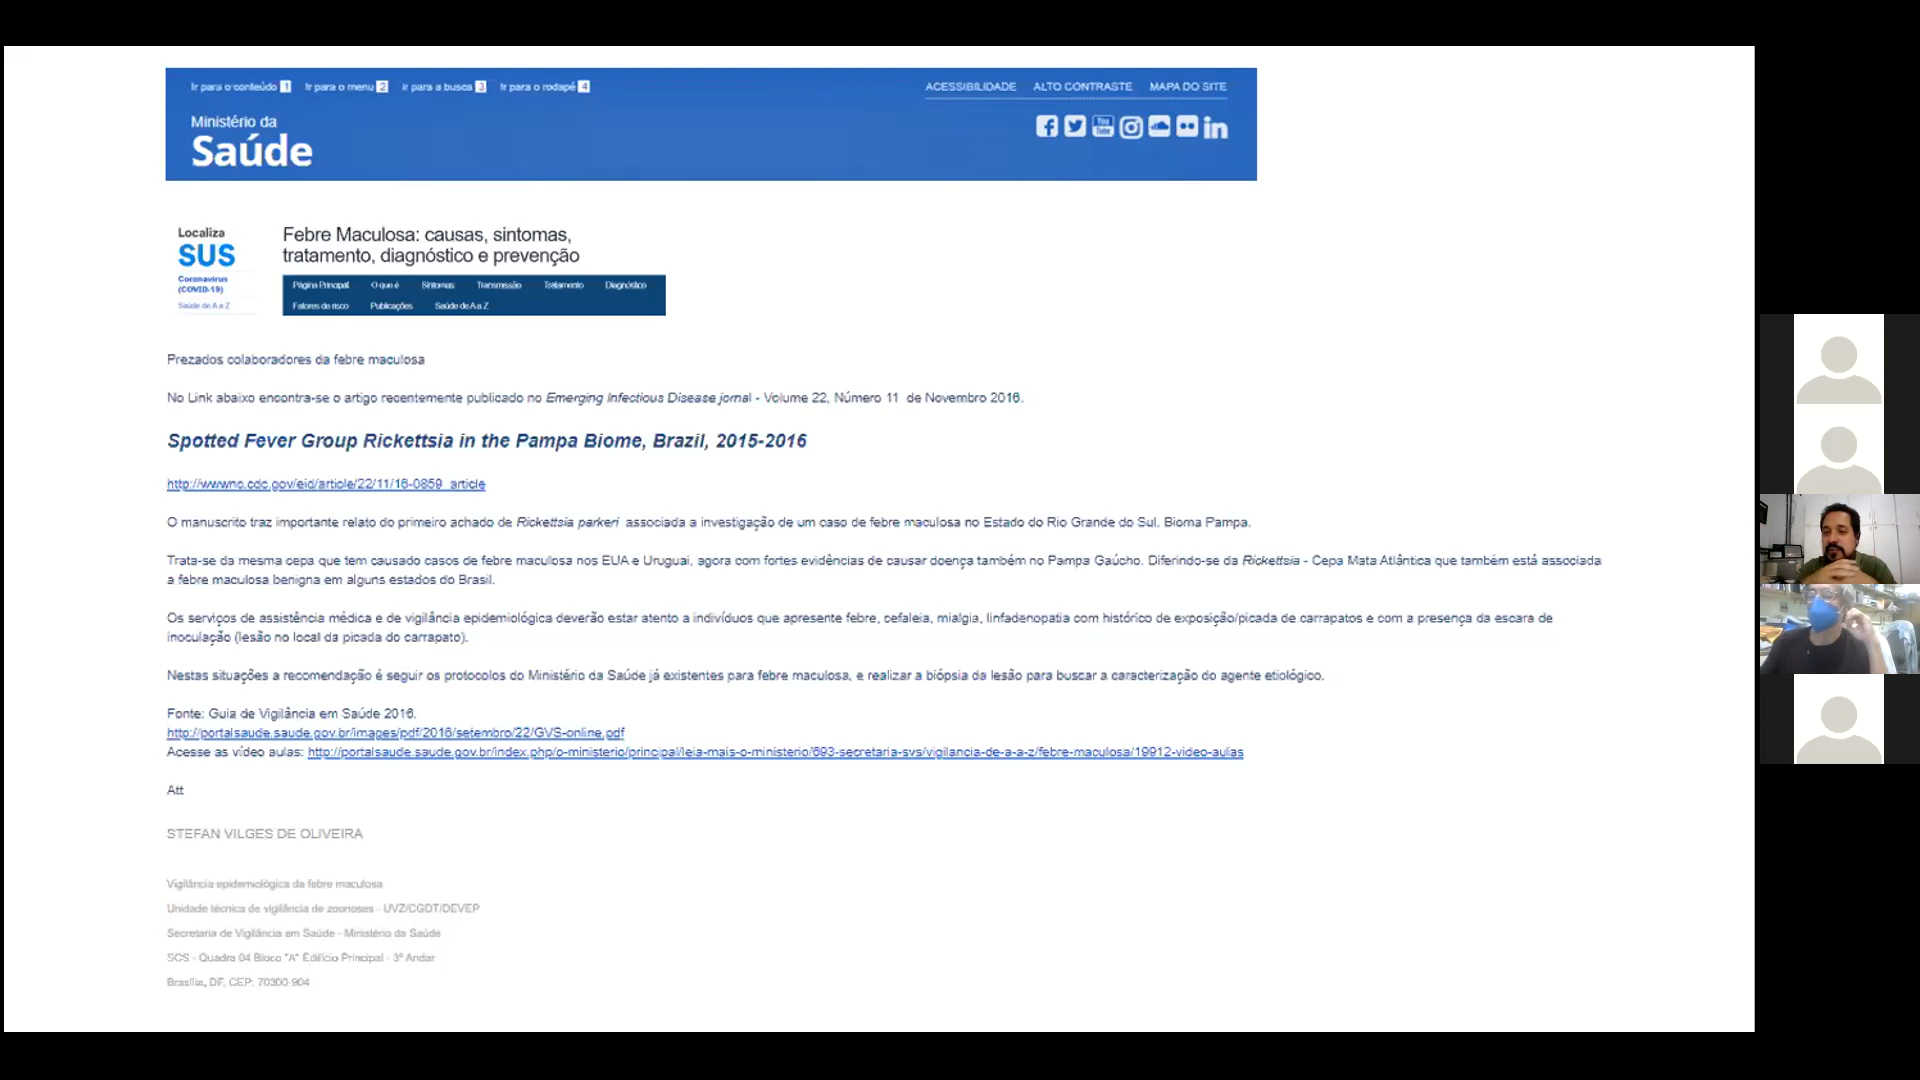 Ir para o conteúdo 1 Ir para o menu 2 Ir para a busca 3 Ir para o rodapé 4
ACESSIBILIDADE ALTO CONTRASTE MAPA DO SITE
Ministério da
Saúde
You Tube
in
Localiza
SUS
Coronavírus
(COVID-19)
Saúde de A a Z
Febre Maculosa: causas, sintomas,
tratamento, diagnóstico e prevenção
Página Principal O que é Sintomas Transmissão Tratamento Diagnóstico
Fatores de risco Publicações Saúde de A a Z
Prezados colaboradores da febre maculosa
No Link abaixo encontra-se o artigo recentemente publicado no Emerging Infectious Disease jornal - Volume 22, Número 11 de Novembro 2016.
Spotted Fever Group Rickettsia in the Pampa Biome, Brazil, 2015-2016
http://wwwnc.cdc.gov/eid/article/22/11/16-0859_article
O manuscrito traz importante relato do primeiro achado de Rickettsia parkeri associada a investigação de um caso de febre maculosa no Estado do Rio Grande do Sul. Bioma Pampa.
Trata-se da mesma cepa que tem causado casos de febre maculosa nos EUA e Uruguai, agora com fortes evidências de causar doença também no Pampa Gaúcho. Diferindo-se da Rickettsia - Cepa Mata Atlântica que também está associada
a febre maculosa benigna em alguns estados do Brasil.
Os serviços de assistência médica e de vigilância epidemiológica deverão estar atento a indivíduos que apresente febre, cefaleia, mialgia, linfadenopatia com histórico de exposição/picada de carrapatos e com a presença da escara de
inoculação (lesão no local da picada do carrapato).
Nestas situações a recomendação é seguir os protocolos do Ministério da Saúde já existentes para febre maculosa, e realizar a biópsia da lesão para buscar a caracterização do agente etiológico.
Fonte: Guia de Vigilância em Saúde 2016.
http://portalsaude.saude.gov.br/images/pdf/2016/setembro/22/GVS-online.pdf
Acesse as vídeo aulas: http://portalsaude.saude.gov.br/index.php/o-ministerio/principal/leia-mais-o-ministerio/693-secretaria-svs/vigilancia-de-a-a-z/febre-maculosa/19912-video-aulas
Att
STEFAN VILGES DE OLIVEIRA
Vigilância epidemiológica da febre maculosa
Unidade técnica de vigilância de zoonoses - UVZ/CGDT/DEVEP
Secretaria de Vigilância em Saúde - Ministério da Saúde
SCS - Quadra 04 Bloco "A" Edifício Principal - 3º Andar
Brasília, DF, CEP: 70300-904